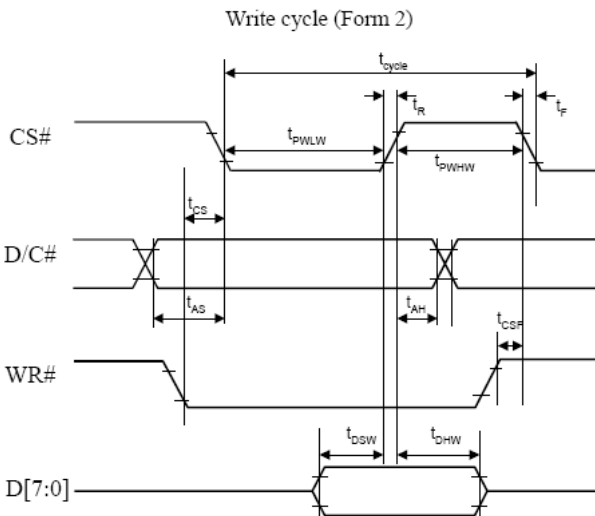 Write cycle (Form 2)
tcycle
tR
tF
CS#
tPWLW
tPWHW
tCS
D/C#
tAS
tAH
tCSF
WR#
tDSW
tDHW
D[7:0]